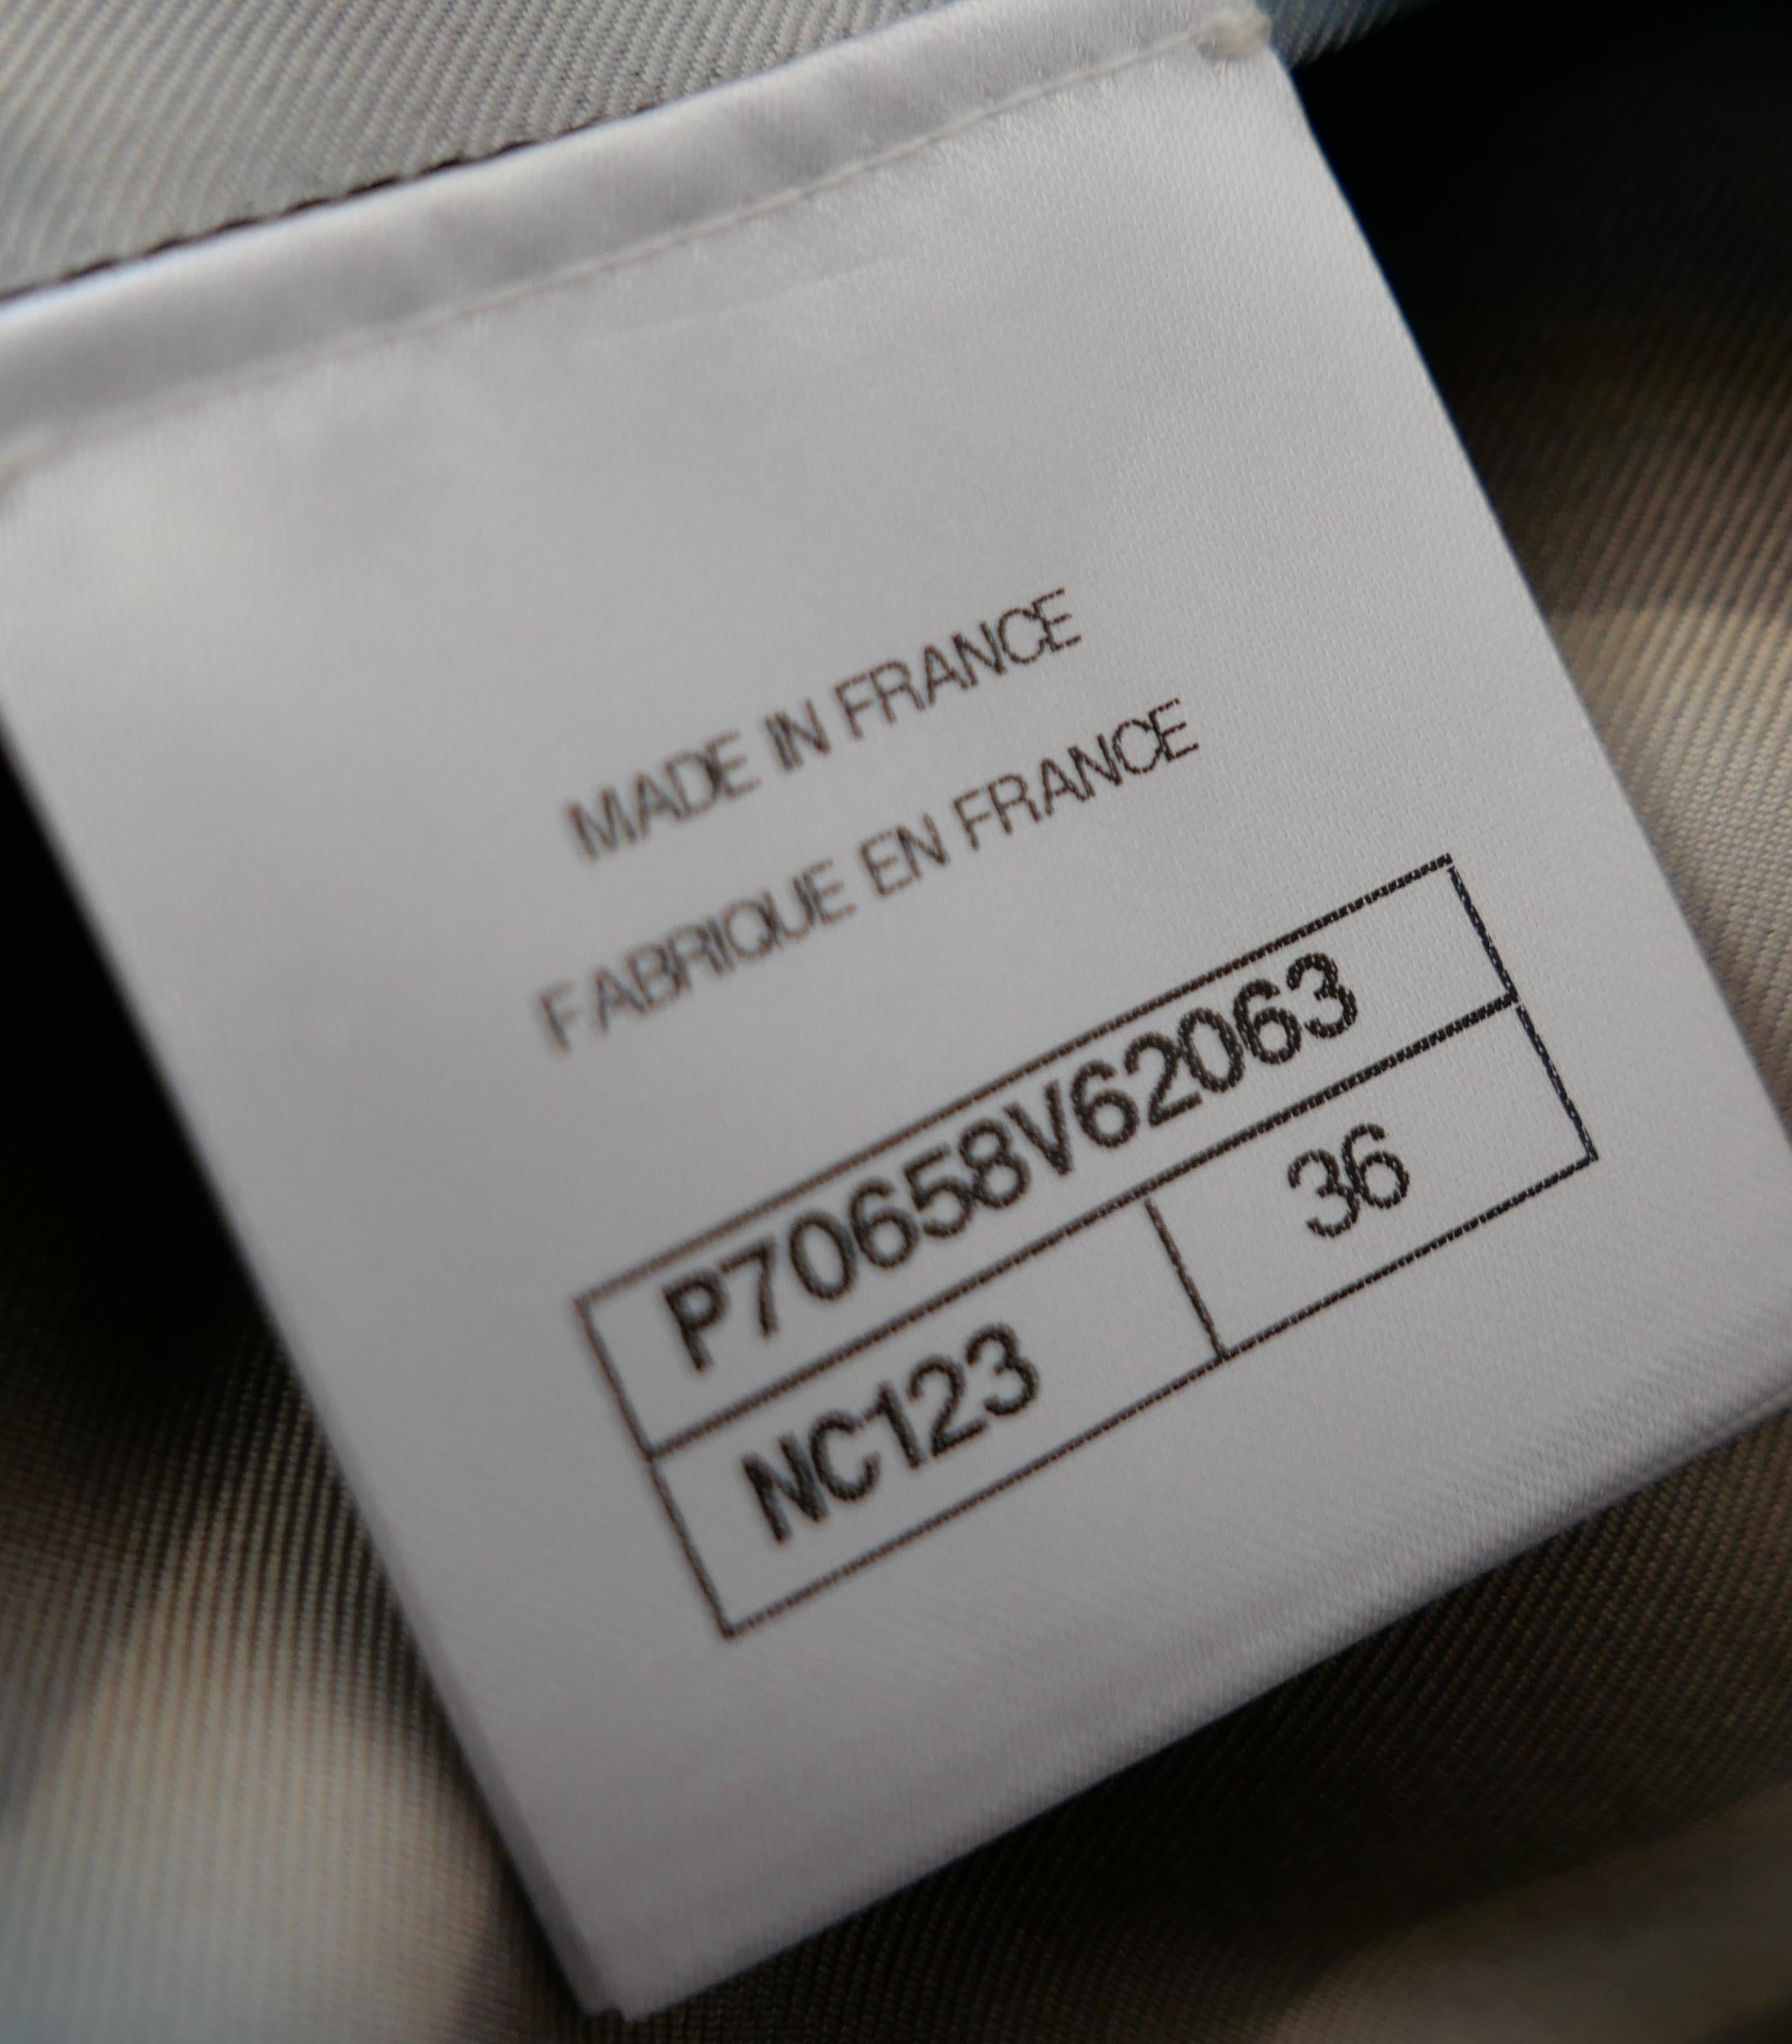 MADE IN FRANCE
FABRIQUE EN FRANCE
P70658V62063
NC123 36